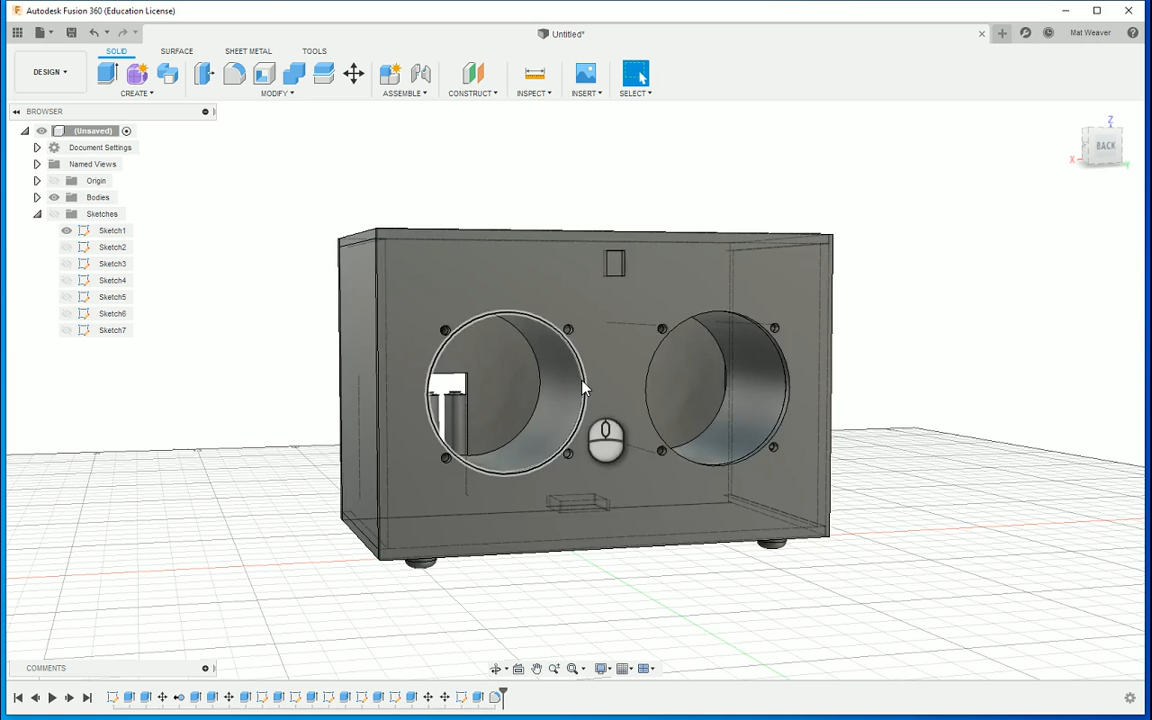 Autodesk Fusion 360 (Education License)
Untitled*
Mat Weaver
DESIGN
SOLID
SURFACE
SHEET METAL
TOOLS
CREATE
MODIFY
ASSEMBLE
CONSTRUCT
INSPECT
INSERT
SELECT
BROWSER
(Unsaved)
Document Settings
Named Views
Origin
Bodies
Sketches
Sketch1
Sketch2
Sketch3
Sketch4
Sketch5
Sketch6
Sketch7
Z
BACK
X
COMMENTS